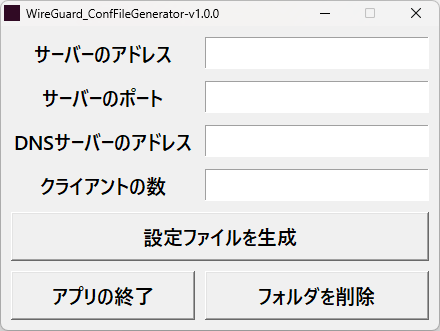 WireGuard_ConfFileGenerator-v1.0.0
サーバーのアドレス
サーバーのポート
DNSサーバーのアドレス
クライアントの数
設定ファイルを生成
アプリの終了
フォルダを削除